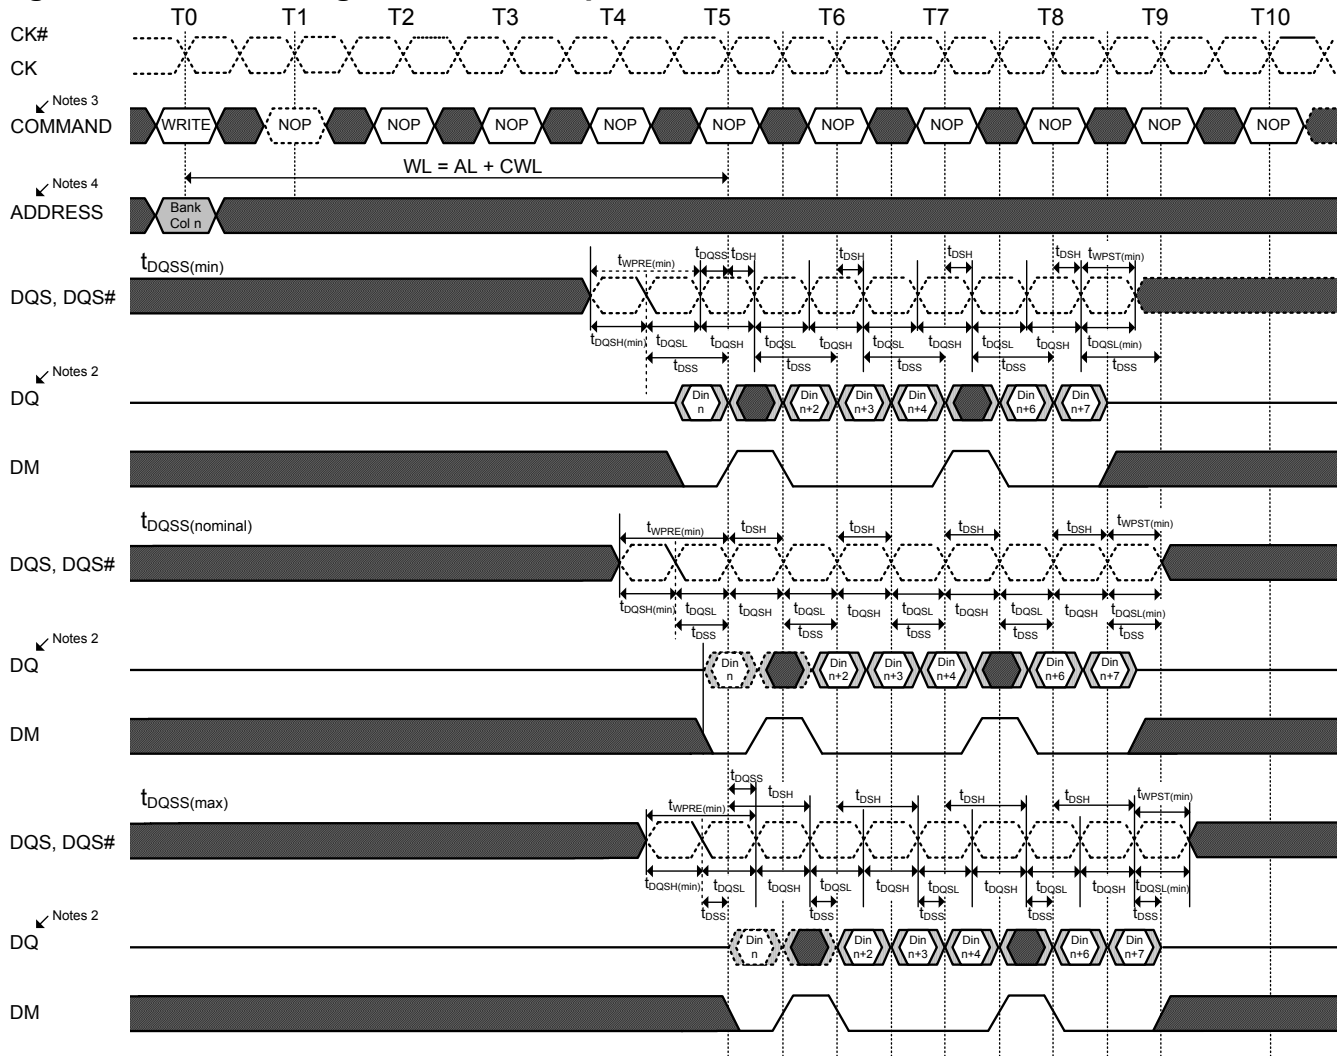 T0 T1 T2 T3 T4 T5 T6 T7 T8 T9 T10
CK#
CK
Notes 3
COMMAND WRITE NOP NOP NOP NOP NOP NOP NOP NOP NOP NOP
WL = AL + CWL
Notes 4
ADDRESS Bank Col n
tDQSS(min) tWPRE(min) tDQSS tDSH tDSH tDSH tDSH tWPST(min)
DQS, DQS#
tDQSH(min) tDQSL tDQSH tDQSL tDQSH tDQSL tDQSH tDQSL tDQSH tDQSL(min)
tDSS tDSS tDSS tDSS tDSS
Notes 2
DQ Din n Din n+2 Din n+3 Din n+4 Din n+6 Din n+7
DM
tDQSS(nominal) tWPRE(min) tDSH tDSH tDSH tDSH tWPST(min)
DQS, DQS#
tDQSH(min) tDQSL tDQSH tDQSL tDQSH tDQSL tDQSH tDQSL tDQSH tDQSL(min)
tDSS tDSS tDSS tDSS tDSS
Notes 2
DQ Din n Din n+2 Din n+3 Din n+4 Din n+6 Din n+7
DM
tDQSS
tDQSS(max) tWPRE(min) tDSH tDSH tDSH tDSH tWPST(min)
DQS, DQS#
tDQSH(min) tDQSL tDQSH tDQSL tDQSH tDQSL tDQSH tDQSL tDQSH tDQSL(min)
tDSS tDSS tDSS tDSS tDSS
Notes 2
DQ Din n Din n+2 Din n+3 Din n+4 Din n+6 Din n+7
DM